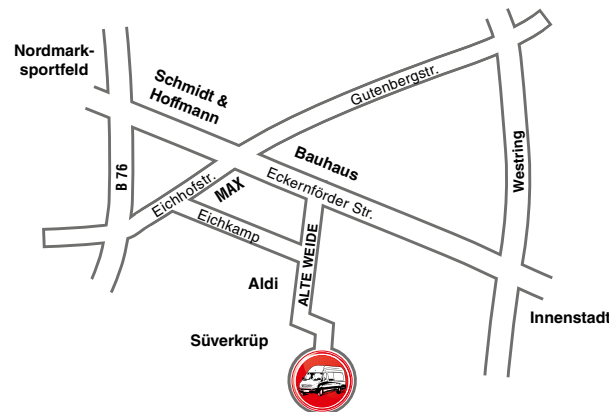 Nordmark-
sportfeld
Schmidt &
Hoffmann
Gutenbergstr.
Bauhaus
Eckernförder Str.
Westring
B 76
Eichhofstr.
MAX
Eichkamp
ALTE WEIDE
Aldi
Innenstadt
Süverkrüp